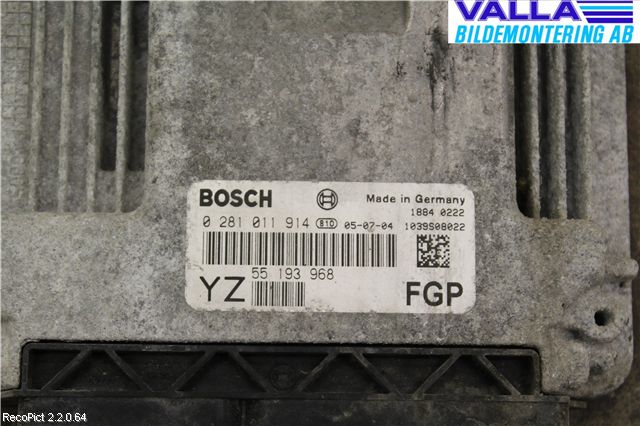 VALLA
BILDEMONTERING AB
BOSCH Made in Germany
1884 0222
0 281 011 914 810 05-07-04 1039S08022
55 193 968
YZ FGP
RecoPict 2.2.0.64